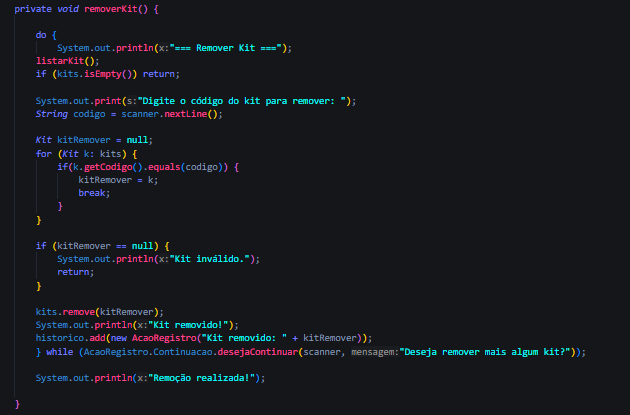 private void removerKit() {
do {
System.out.println(x:"=== Remover Kit ===");
listarKit();
if (kits.isEmpty()) return;
System.out.print(s:"Digite o código do kit para remover: ");
String codigo = scanner.nextLine();
Kit kitRemover = null;
for (Kit k: kits) {
if(k.getCodigo().equals(codigo)) {
kitRemover = k;
break;
}
}
if (kitRemover == null) {
System.out.println(x:"Kit inválido.");
return;
}
kits.remove(kitRemover);
System.out.println(x:"Kit removido!");
historico.add(new AcaoRegistro("Kit removido: " + kitRemover));
} while (AcaoRegistro.Continuacao.desejaContinuar(scanner, mensagem:"Deseja remover mais algum kit?"));
System.out.println(x:"Remoção realizada!");
}